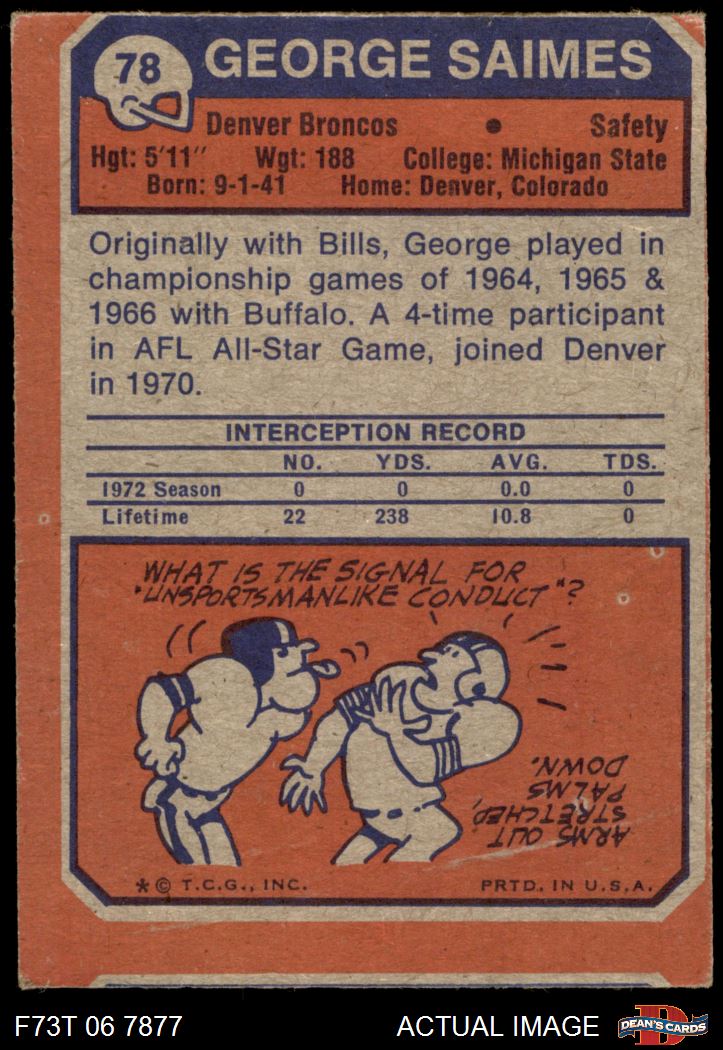 78
GEORGE SAIMES
Denver Broncos • Safety
Hgt: 5'11" Wgt: 188 College: Michigan State
Born: 9-1-41 Home: Denver, Colorado
Originally with Bills, George played in
championship games of 1964, 1965 &
1966 with Buffalo. A 4-time participant
in AFL All-Star Game, joined Denver
in 1970.
INTERCEPTION RECORD
NO. YDS. AVG. TDS.
1972 Season 0 0 0.0 0
Lifetime 22 238 10.8 0
WHAT IS THE SIGNAL FOR
"UNSPORTSMANLIKE CONDUCT"?
ARMS OUT
STRETCHED,
PALMS
DOWN.
* © T.C.G., INC. PRTD. IN U.S.A.
F73T 06 7877 ACTUAL IMAGE
D
DEAN'S CARDS